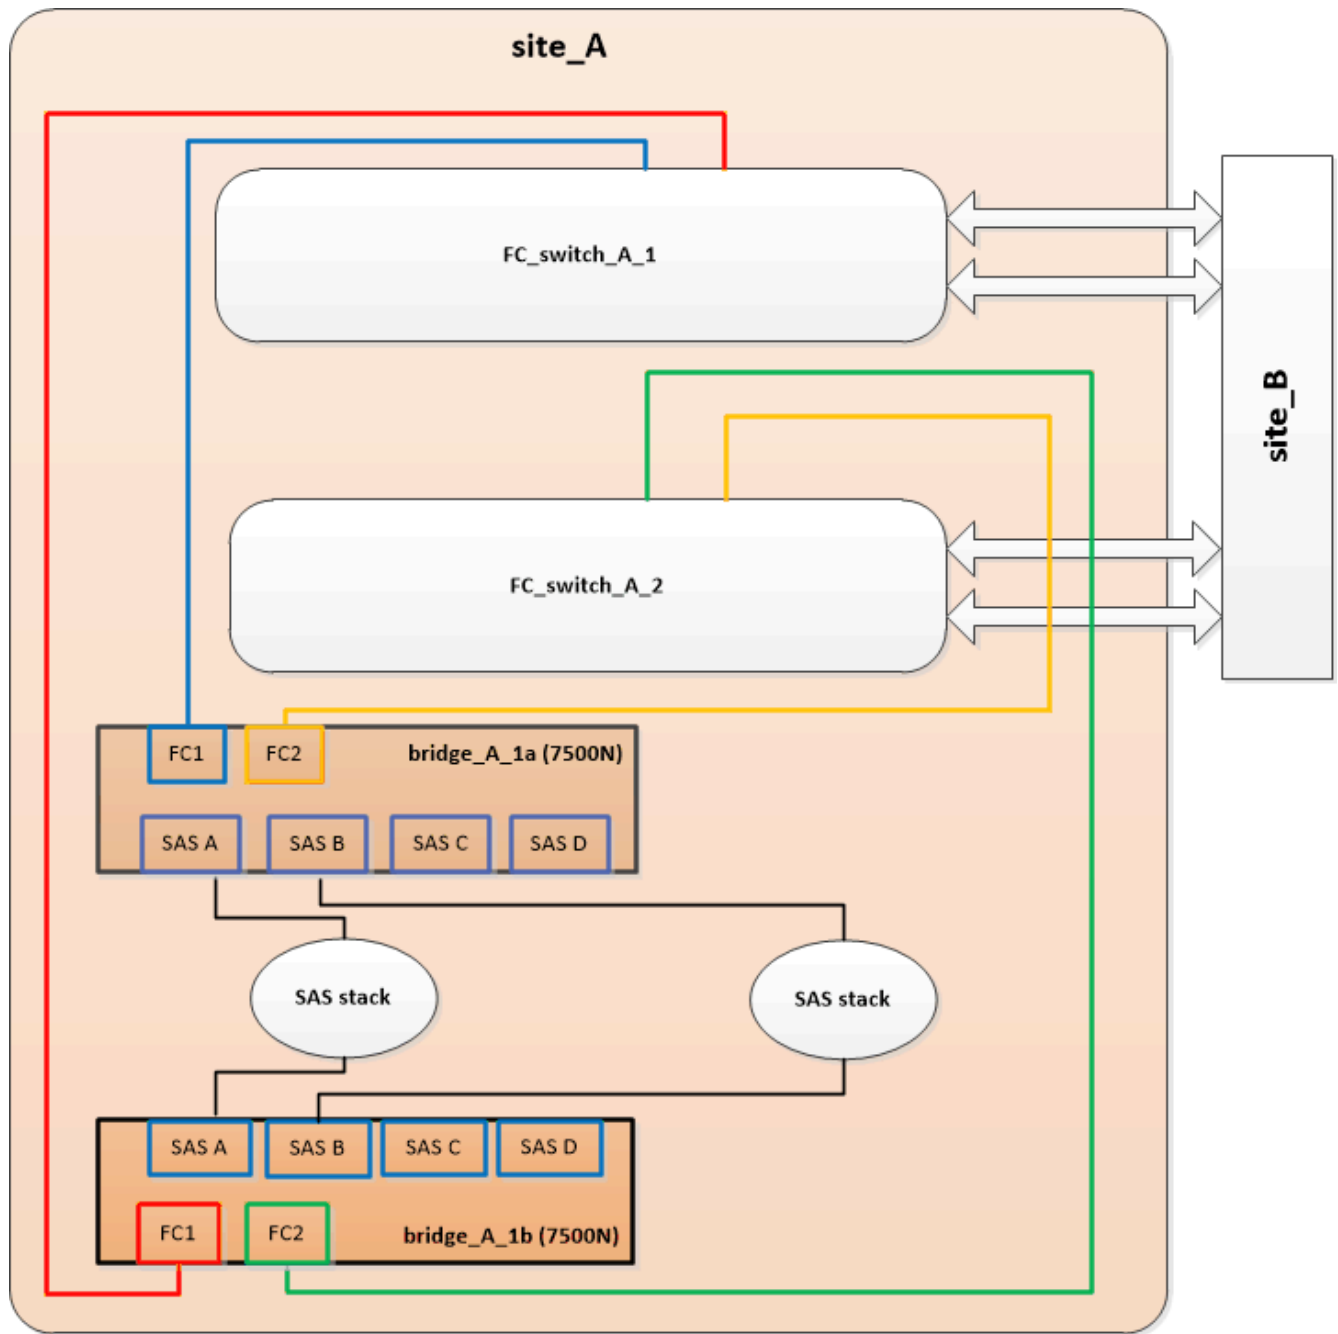 site_A
FC_switch_A_1
site_B
FC_switch_A_2
FC1
FC2
bridge_A_1a (7500N)
SAS A
SAS B
SAS C
SAS D
SAS stack
SAS stack
SAS A
SAS B
SAS C
SAS D
FC1
FC2
bridge_A_1b (7500N)